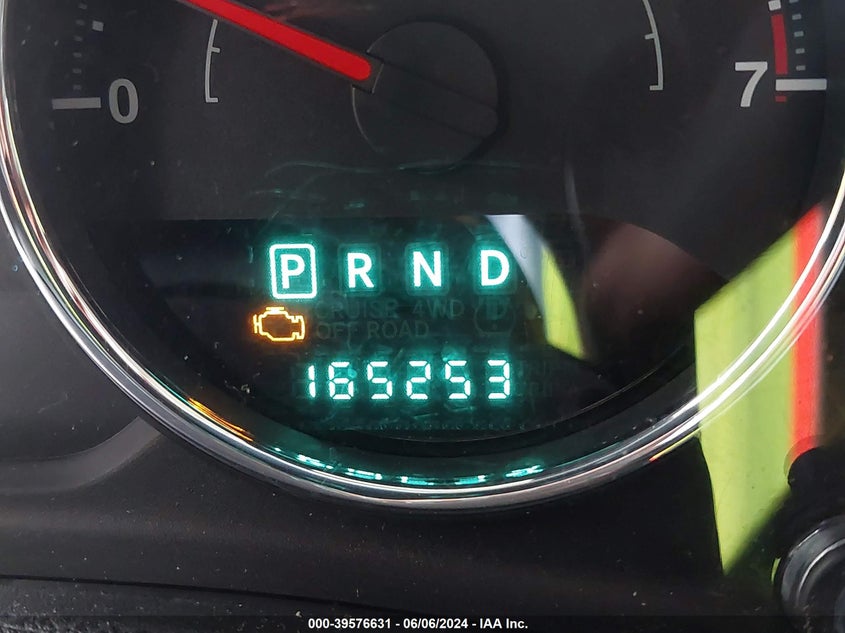 0
7
P R N D
CRUISE 4WD
OFF ROAD
165253
000-39576631 - 06/06/2024 - IAA Inc.